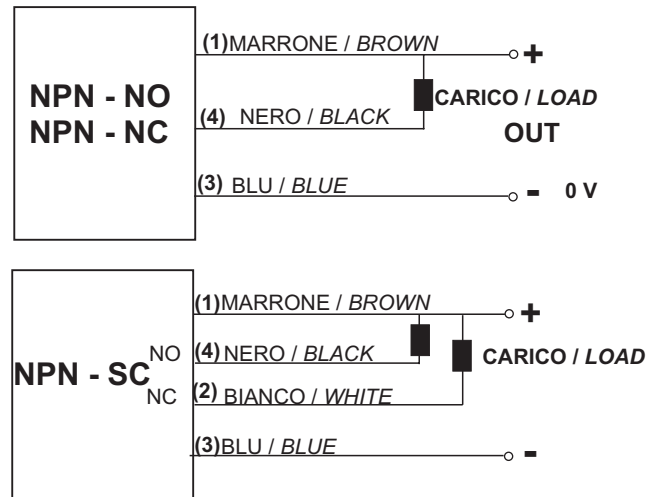 (1)MARRONE / BROWN +
NPN - NO
NPN - NC
CARICO / LOAD
(4) NERO / BLACK
OUT
(3) BLU / BLUE - 0 V
(1)MARRONE / BROWN +
NPN - SC
NO (4) NERO / BLACK
CARICO / LOAD
NC (2) BIANCO / WHITE
(3)BLU / BLUE -